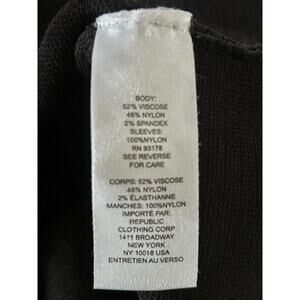 BODY:
52% VISCOSE
46% NYLON
2% SPANDEX
SLEEVES:
100%NYLON
RN 93178
SEE REVERSE
FOR CARE
CORPS: 52% VISCOSE
46% NYLON
2% ÉLASTHANNE
MANCHES: 100%NYLON
IMPORTÉ PAR:
REPUBLIC
CLOTHING CORP
1411 BROADWAY
NEW YORK
NY 10018 USA
ENTRETIEN AU VERSO